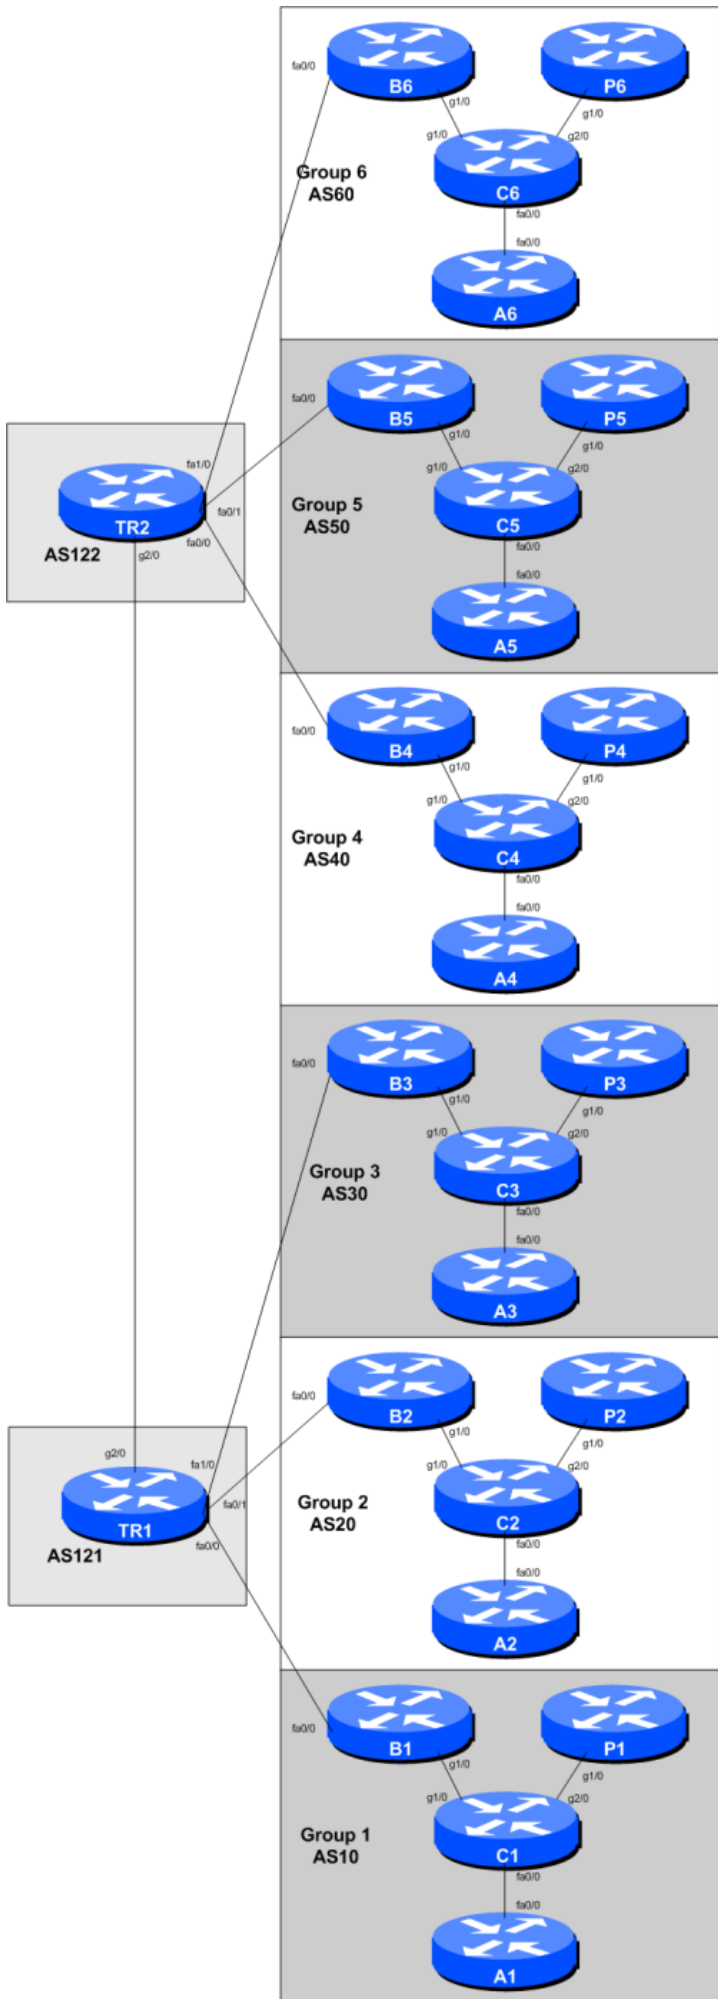 fa0/0
B6
P6
g1/0
g1/0
g1/0
g2/0
Group 6
AS60
C6
fa0/0
fa0/0
A6
fa0/0
B5
P5
g1/0
g1/0
g1/0
g2/0
fa1/0
fa0/1
TR2
fa0/0
g2/0
AS122
Group 5
AS50
C5
fa0/0
fa0/0
A5
fa0/0
B4
P4
g1/0
g1/0
g1/0
g2/0
Group 4
AS40
C4
fa0/0
fa0/0
A4
fa0/0
B3
P3
g1/0
g1/0
g1/0
g2/0
Group 3
AS30
C3
fa0/0
fa0/0
A3
fa0/0
B2
P2
g1/0
g1/0
g1/0
g2/0
g2/0
fa1/0
fa0/1
TR1
fa0/0
AS121
Group 2
AS20
C2
fa0/0
fa0/0
A2
fa0/0
B1
P1
g1/0
g1/0
g1/0
g2/0
Group 1
AS10
C1
fa0/0
fa0/0
A1